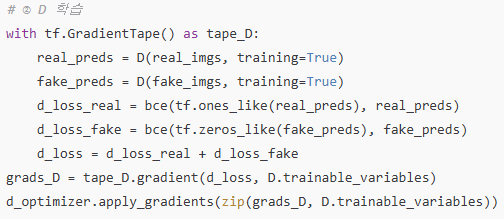 # ② D 학습
with tf.GradientTape() as tape_D:
    real_preds = D(real_imgs, training=True)
    fake_preds = D(fake_imgs, training=True)
    d_loss_real = bce(tf.ones_like(real_preds), real_preds)
    d_loss_fake = bce(tf.zeros_like(fake_preds), fake_preds)
    d_loss = d_loss_real + d_loss_fake
grads_D = tape_D.gradient(d_loss, D.trainable_variables)
d_optimizer.apply_gradients(zip(grads_D, D.trainable_variables))